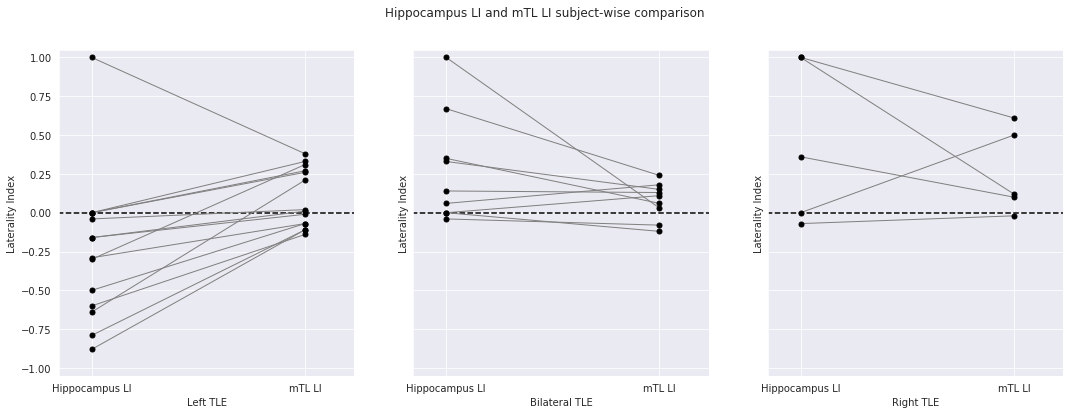 Hippocampus LI and mTL LI subject-wise comparison
Laterality Index
1.00
0.75
0.50
0.25
0.00
−0.25
−0.50
−0.75
−1.00
Hippocampus LI mTL LI
Left TLE
Laterality Index
Hippocampus LI mTL LI
Bilateral TLE
Laterality Index
Hippocampus LI mTL LI
Right TLE